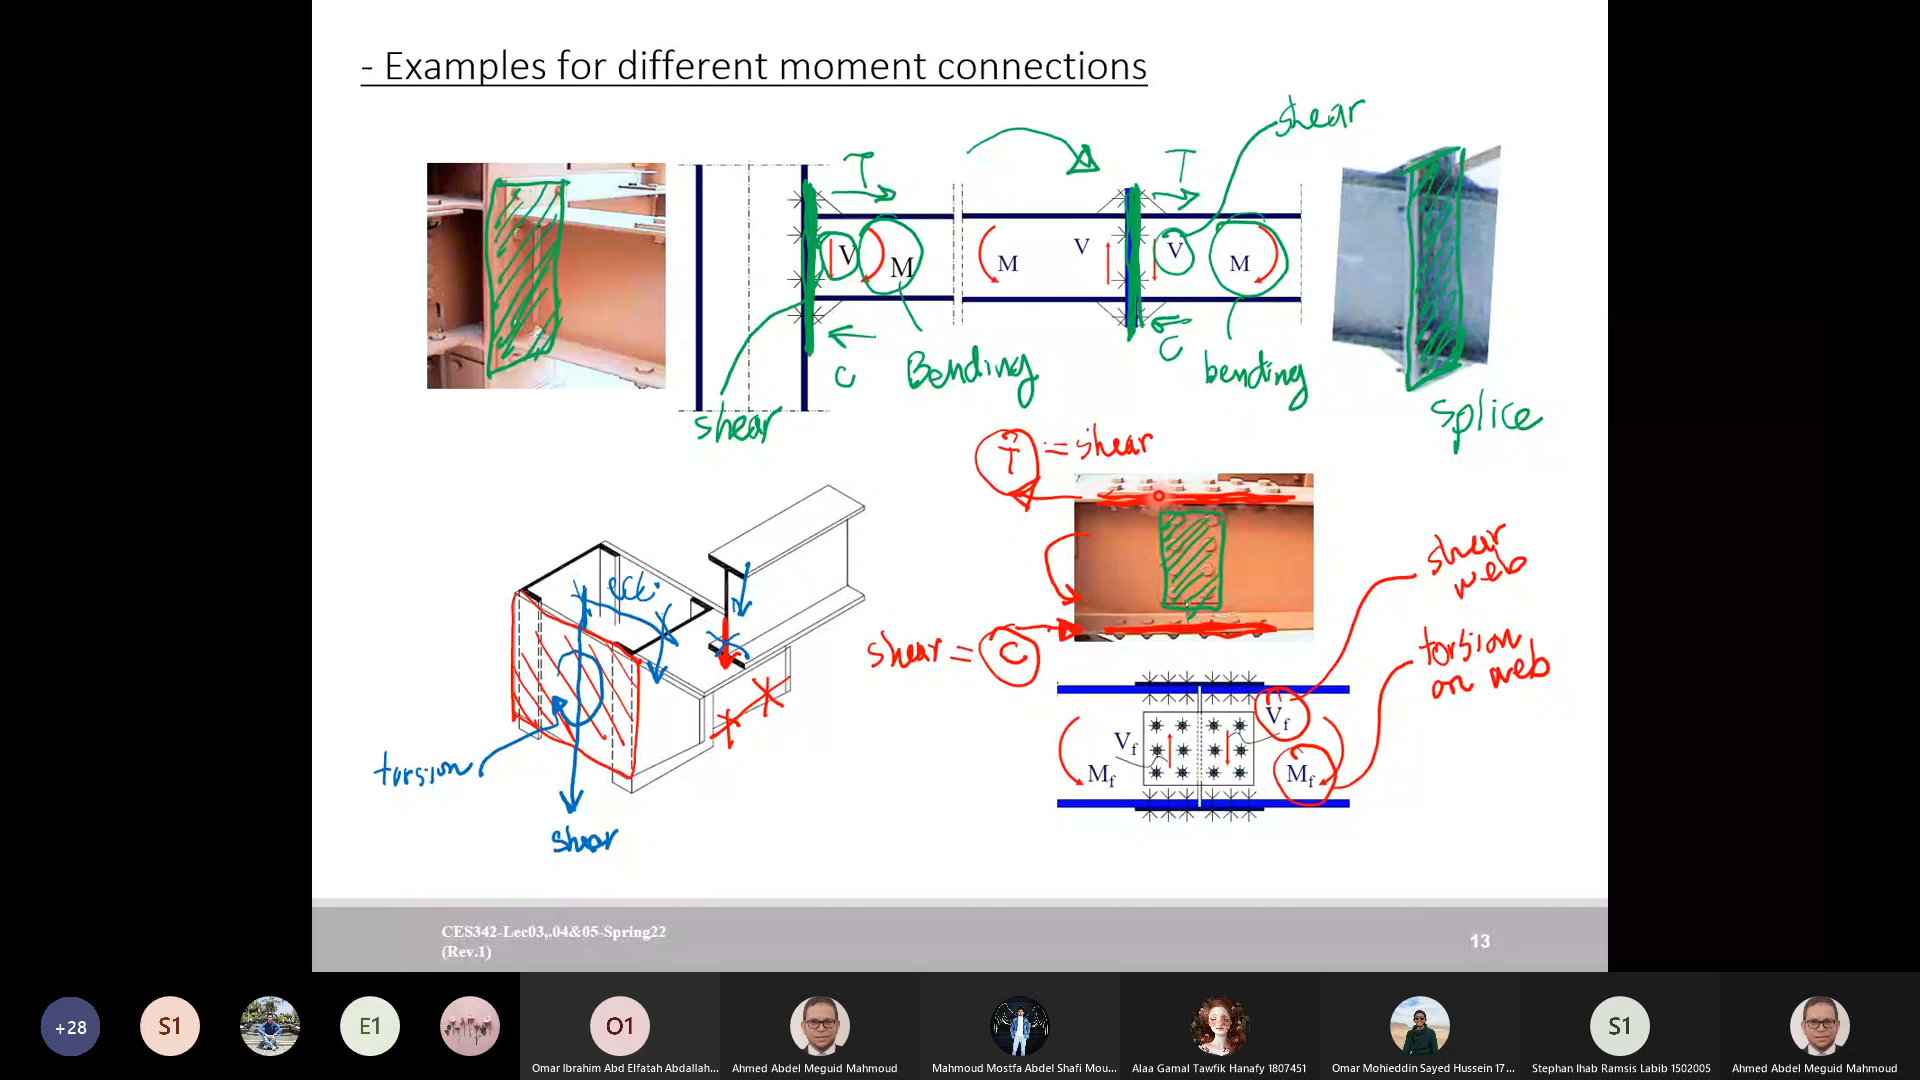 - Examples for different moment connections
shear
T
T
V
M
M
V
V
M
C
Bending
C
bending
shear
splice
T = shear
ecc.
shear
web
shear = C
torsion
on web
Vf
Vf
Mf
Mf
torsion
shear
CES342-Lec03,.04&05-Spring22
(Rev.1)
13
+28
S1
E1
O1
S1
Omar Ibrahim Abd Elfatah Abdallah...
Ahmed Abdel Meguid Mahmoud
Mahmoud Mostfa Abdel Shafi Mou...
Alaa Gamal Tawfik Hanafy 1807451
Omar Mohieddin Sayed Hussein 17...
Stephan Ihab Ramsis Labib 1502005
Ahmed Abdel Meguid Mahmoud